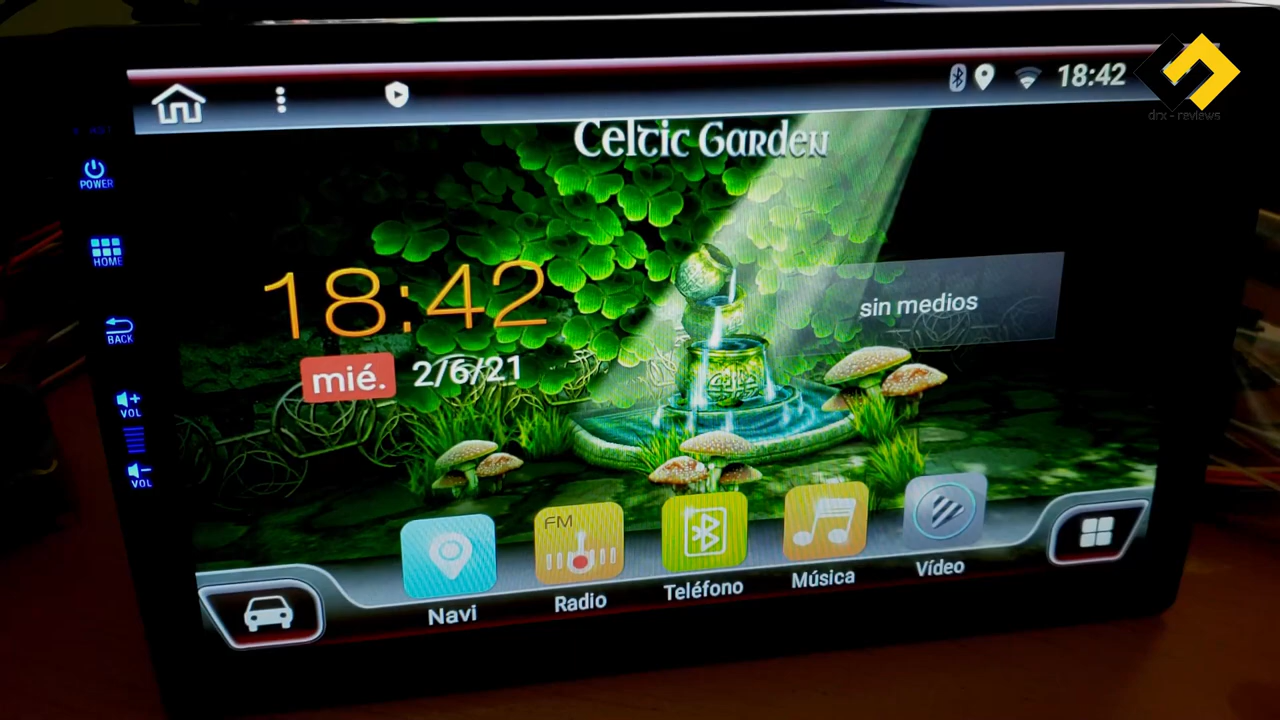 18:42
drx - reviews
Celtic Garden
POWER
HOME
BACK
VOL
VOL
18:42
mié. 2/6/21
sin medios
FM
Navi
Radio
Teléfono
Música
Vídeo